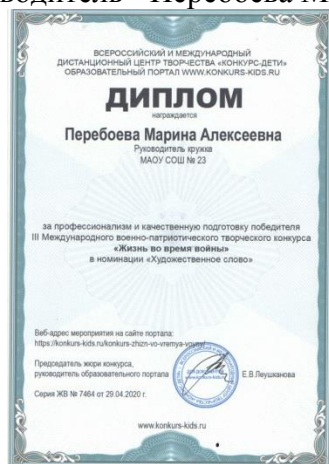 водитель - Перебоева М
ВСЕРОССИЙСКИЙ И МЕЖДУНАРОДНЫЙ
ДИСТАНЦИОННЫЙ ЦЕНТР ТВОРЧЕСТВА «КОНКУРС-ДЕТИ»
ОБРАЗОВАТЕЛЬНЫЙ ПОРТАЛ WWW.KONKURS-KIDS.RU
ДИПЛОМ
награждается
Перебоева Марина Алексеевна
Руководитель кружка
МАОУ СОШ № 23
за профессионализм и качественную подготовку победителя
III Международного военно-патриотического творческого конкурса
«Жизнь во время войны»
в номинации «Художественное слово»
Веб-адрес мероприятия на сайте портала:
https://konkurs-kids.ru/konkurs-zhizn-vo-vremya-voyny/
Председатель жюри конкурса,
руководитель образовательного портала
Е.В.Леушканова
Серия ЖВ № 7464 от 29.04.2020 г.
www.konkurs-kids.ru